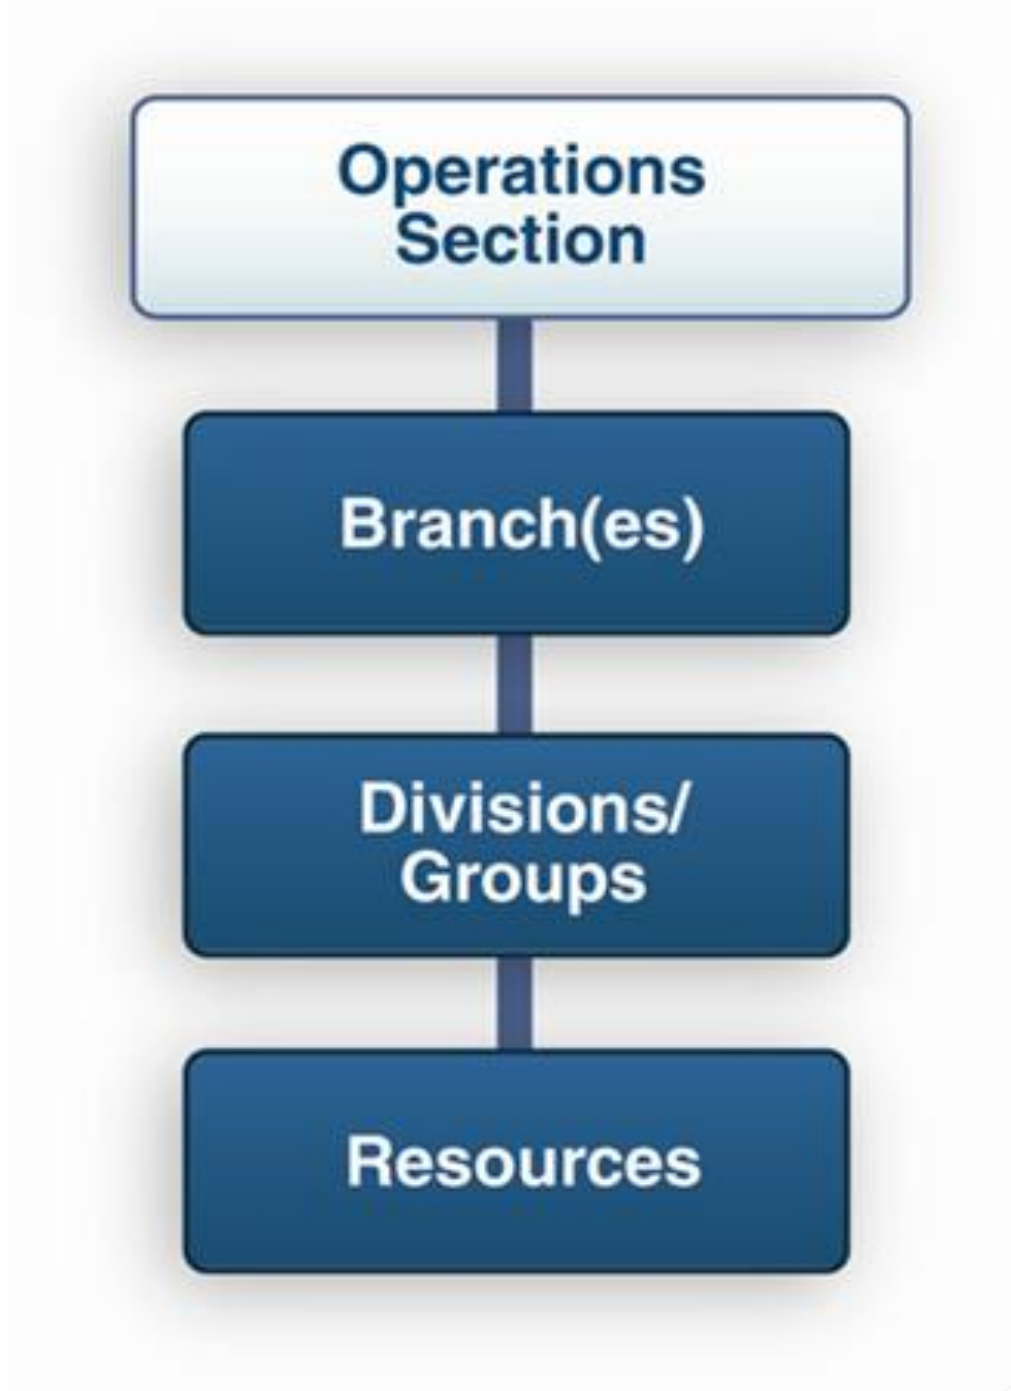 Operations
Section
Branch(es)
Divisions/
Groups
Resources